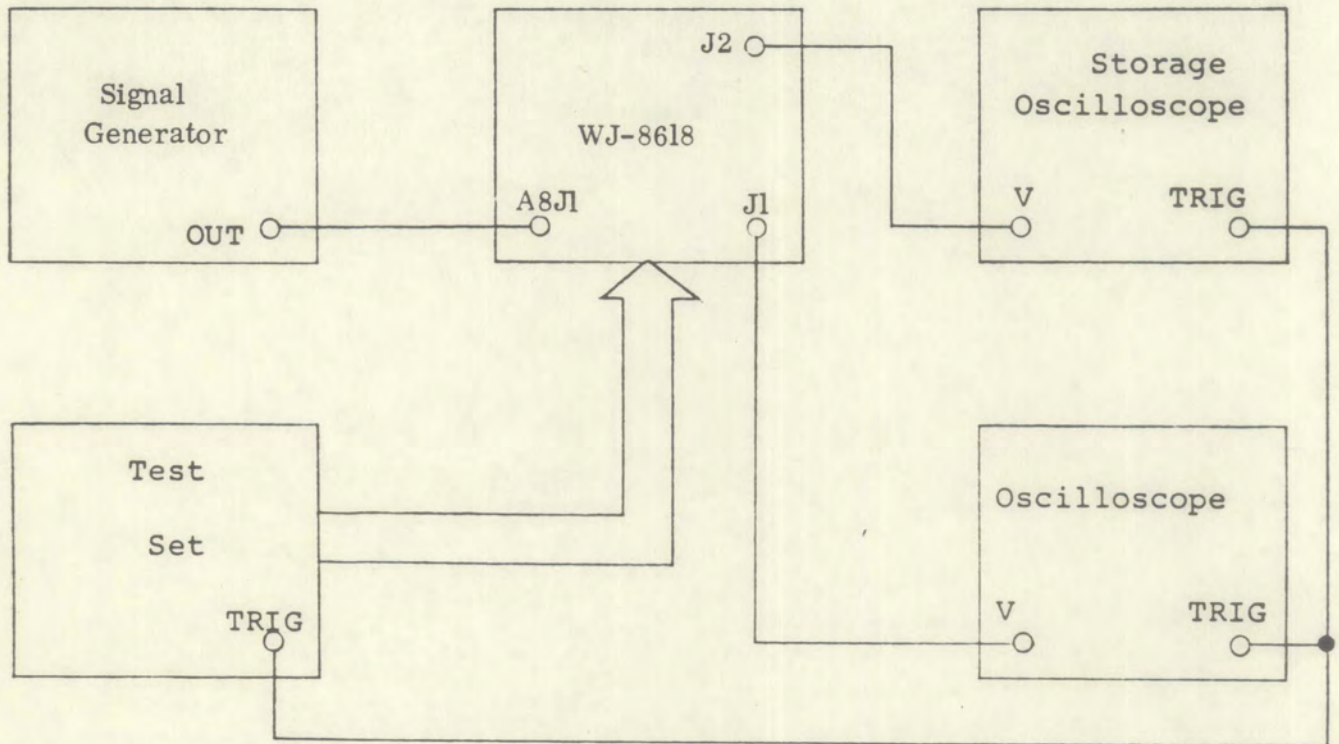 Signal
Generator
OUT
J2
WJ-8618
A8J1
J1
Storage
Oscilloscope
V
TRIG
Test
Set
TRIG
Oscilloscope
V
TRIG